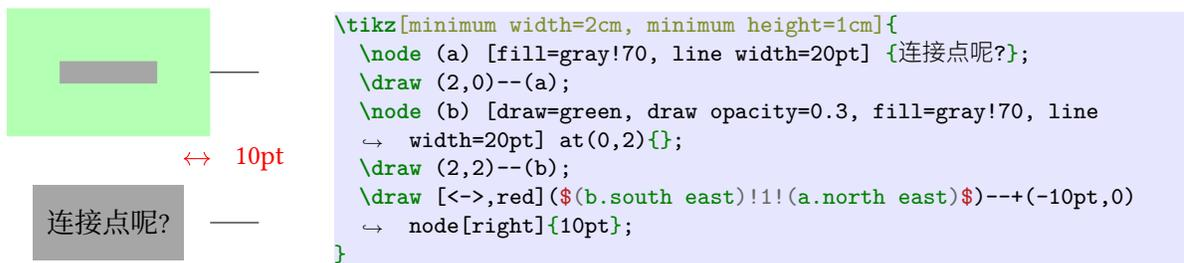 10pt
连接点呢?
\tikz[minimum width=2cm, minimum height=1cm]{
  \node (a) [fill=gray!70, line width=20pt] {连接点呢?};
  \draw (2,0)--(a);
  \node (b) [draw=green, draw opacity=0.3, fill=gray!70, line
  ↪  width=20pt] at(0,2){};
  \draw (2,2)--(b);
  \draw [<->,red]($(b.south east)!1!(a.north east)$)--+(-10pt,0)
  ↪  node[right]{10pt};
}